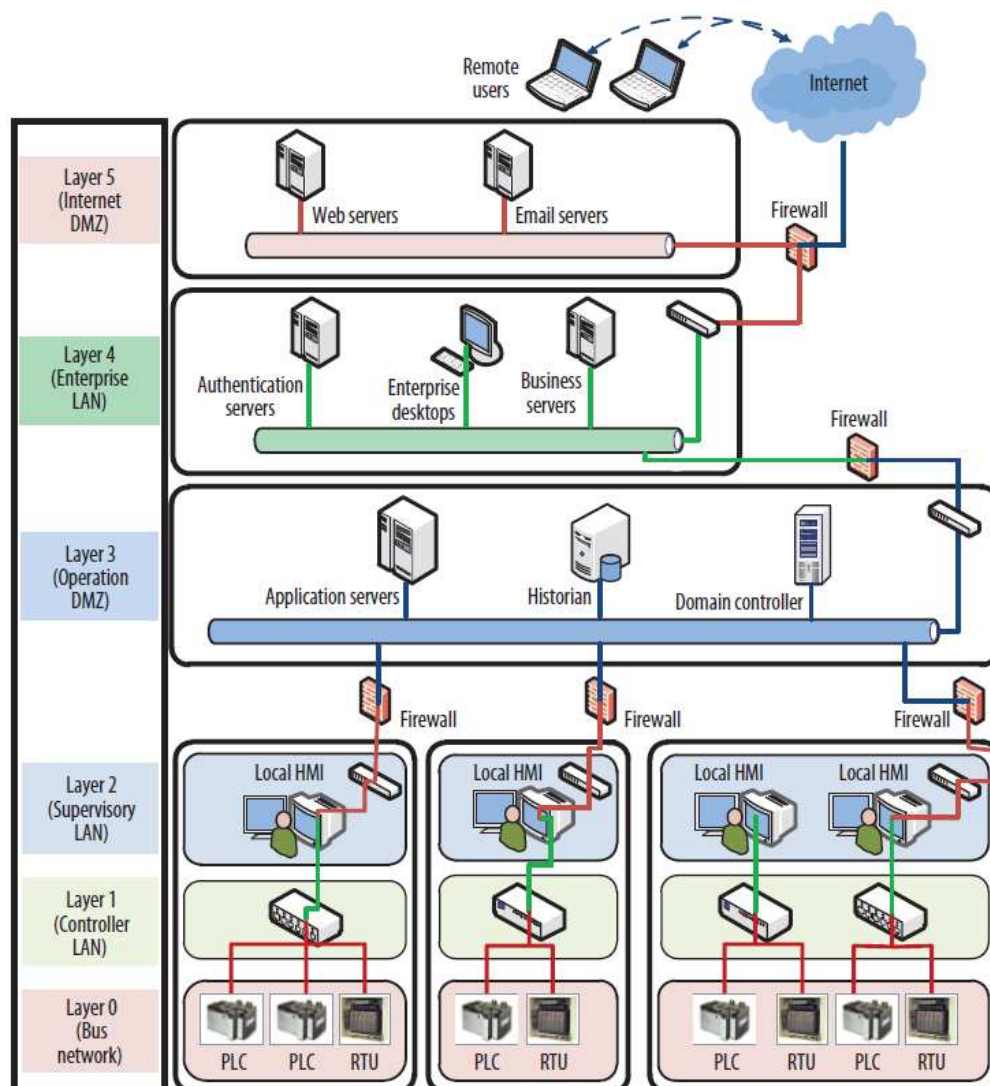 Remote
users
Internet
Layer 5
(Internet
DMZ)
Web servers
Email servers
Firewall
Layer 4
(Enterprise
LAN)
Authentication
servers
Enterprise
desktops
Business
servers
Firewall
Layer 3
(Operation
DMZ)
Application servers
Historian
Domain controller
Firewall
Firewall
Firewall
Layer 2
(Supervisory
LAN)
Local HMI
Local HMI
Local HMI
Local HMI
Layer 1
(Controller
LAN)
Layer 0
(Bus
network)
PLC
PLC
RTU
PLC
RTU
PLC
RTU
PLC
RTU